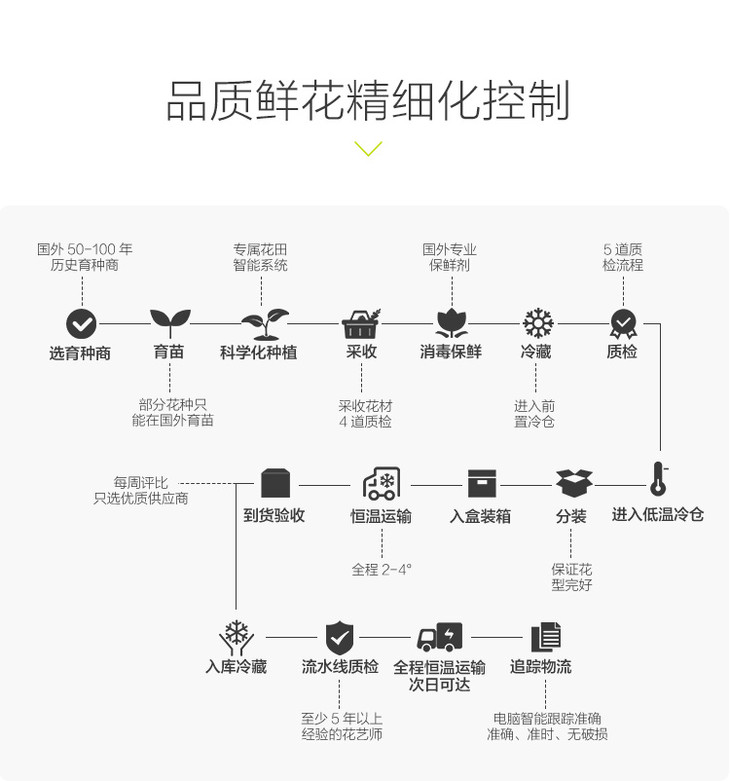 品质鲜花精细化控制
国外 50-100 年
历史育种商
专属花田
智能系统
国外专业
保鲜剂
5 道质
检流程
选育种商
育苗
科学化种植
采收
消毒保鲜
冷藏
质检
部分花种只
能在国外育苗
采收花材
4 道质检
进入前
置冷仓
每周评比
只选优质供应商
到货验收
恒温运输
入盒装箱
分装
进入低温冷仓
全程 2-4°
保证花
型完好
入库冷藏
流水线质检
全程恒温运输
次日可达
追踪物流
至少 5 年以上
经验的花艺师
电脑智能跟踪准确
准确、准时、无破损